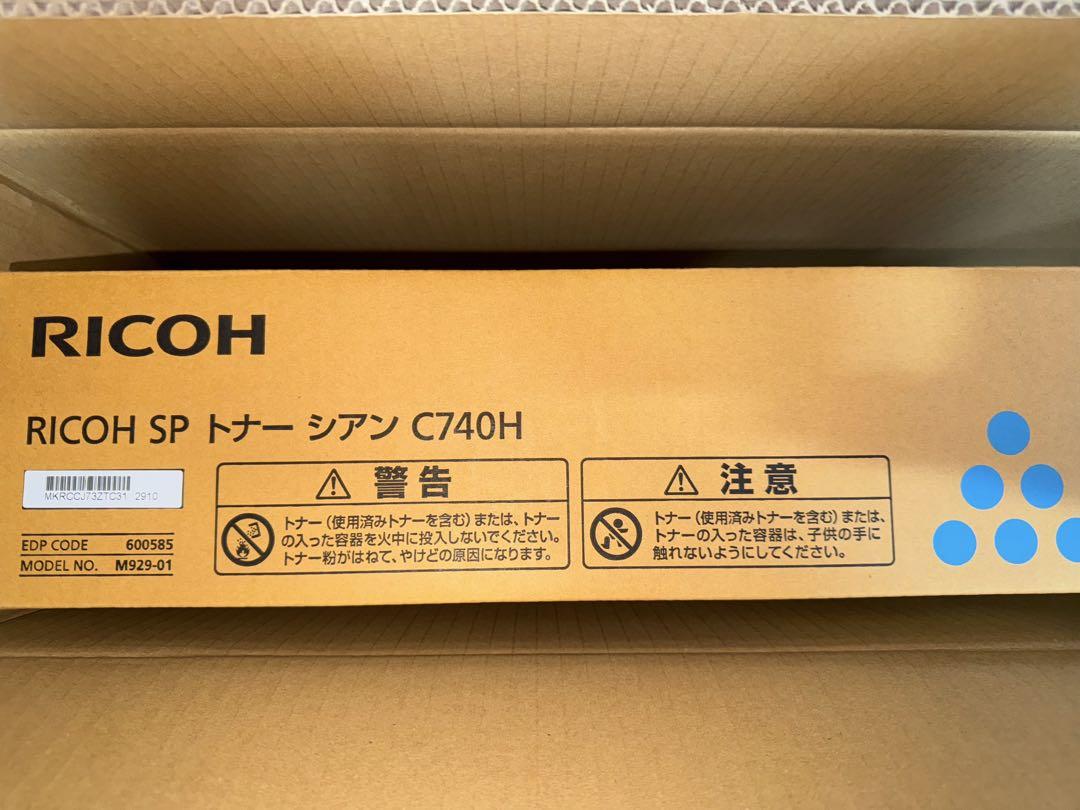 RICOH
RICOH SP トナー シアン C740H
MKRCCJ73ZTC31 2910
EDP CODE 600585
MODEL NO. M929-01
警告
トナー(使用済みトナーを含む)または、トナー
の入った容器を火中に投入しないでください。
トナー粉がはねて、やけどの原因になります。
注意
トナー(使用済みトナーを含む)または、
トナーの入った容器は、子供の手に
触れないようにしてください。